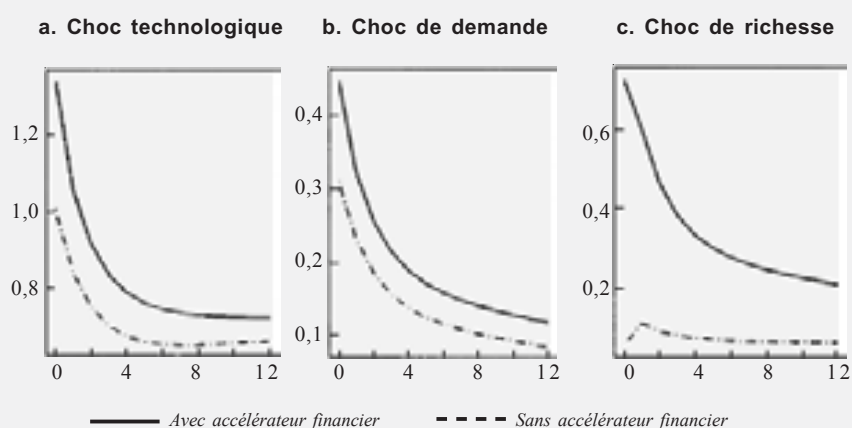 a. Choc technologique b. Choc de demande c. Choc de richesse
1,2
1,0
0,8
0 4 8 12
0,4
0,3
0,2
0,1
0 4 8 12
0,6
0,4
0,2
0 4 8 12
Avec accélérateur financier Sans accélérateur financier